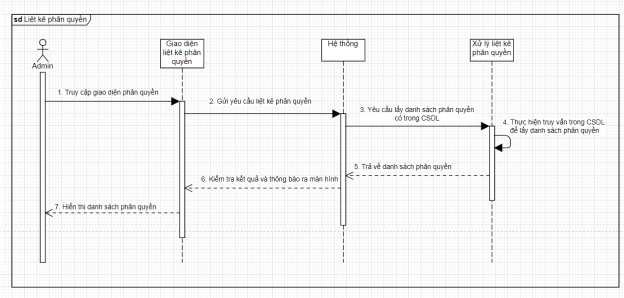 sd Liệt kê phân quyền
Giao diện
liệt kê phân
quyền
Hệ thông
Xử lý liệt kê
phân quyền
Admin
1. Truy cập giao diện phân quyền
2. Gửi yêu cầu liệt kê phân quyền
3. Yêu cầu lấy danh sách phân quyền
có trong CSDL
4. Thực hiện truy vấn trong CSDL
để lấy danh sách phân quyền
5. Trả về danh sách phân quyền
6. Kiểm tra kết quả và thông báo ra màn hình
7. Hiển thị danh sách phân quyền